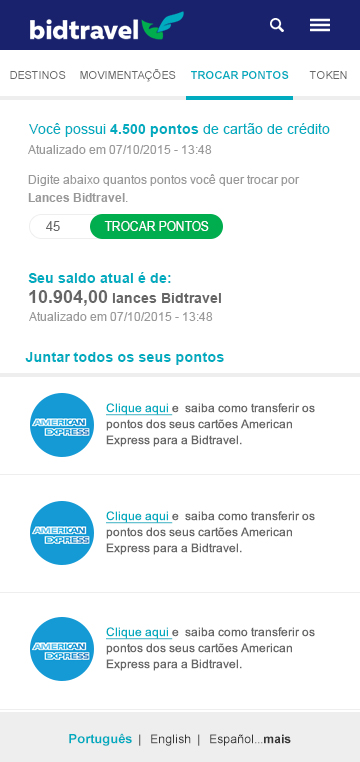 bidtravel
DESTINOS MOVIMENTAÇÕES TROCAR PONTOS TOKEN
Você possui 4.500 pontos de cartão de crédito
Atualizado em 07/10/2015 - 13:48
Digite abaixo quantos pontos você quer trocar por
Lances Bidtravel.
45 TROCAR PONTOS
Seu saldo atual é de:
10.904,00 lances Bidtravel
Atualizado em 07/10/2015 - 13:48
Juntar todos os seus pontos
AMERICAN
EXPRESS
Clique aqui e saiba como transferir os
pontos dos seus cartões American
Express para a Bidtravel.
AMERICAN
EXPRESS
Clique aqui e saiba como transferir os
pontos dos seus cartões American
Express para a Bidtravel.
AMERICAN
EXPRESS
Clique aqui e saiba como transferir os
pontos dos seus cartões American
Express para a Bidtravel.
Português | English | Español...mais